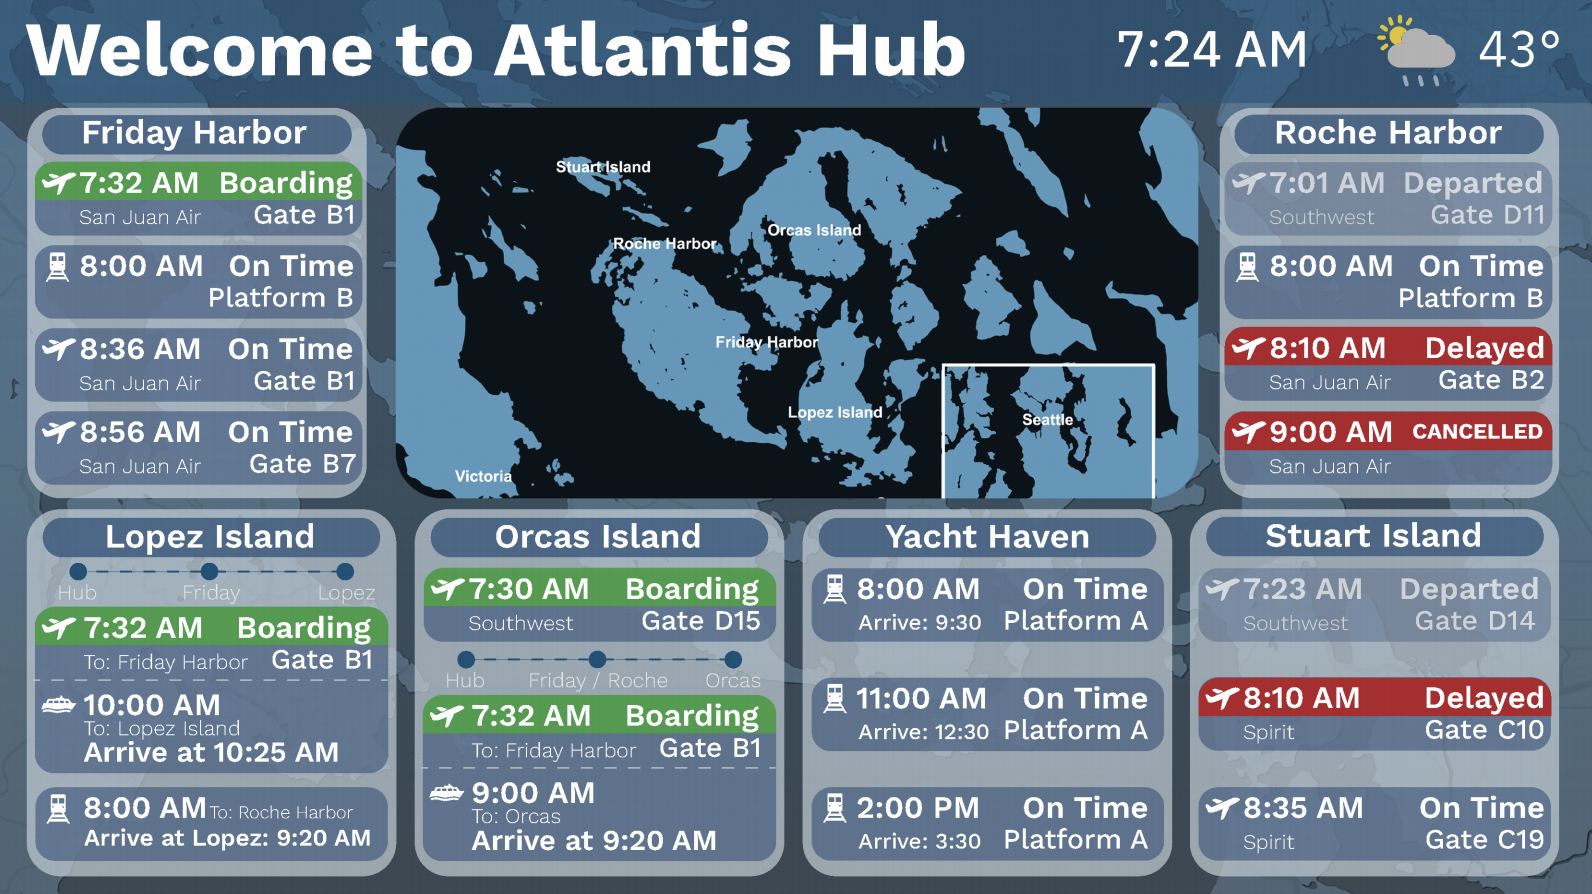 Welcome to Atlantis Hub
7:24 AM
43°
Friday Harbor
7:32 AM Boarding
San Juan Air Gate B1
8:00 AM On Time
Platform B
8:36 AM On Time
San Juan Air Gate B1
8:56 AM On Time
San Juan Air Gate B7
Stuart Island
Roche Harbor
Orcas Island
Friday Harbor
Lopez Island
Seattle
Victoria
Roche Harbor
7:01 AM Departed
Southwest Gate D11
8:00 AM On Time
Platform B
8:10 AM Delayed
San Juan Air Gate B2
9:00 AM CANCELLED
San Juan Air
Lopez Island
Hub Friday Lopez
7:32 AM Boarding
To: Friday Harbor Gate B1
10:00 AM
To: Lopez Island
Arrive at 10:25 AM
8:00 AM To: Roche Harbor
Arrive at Lopez: 9:20 AM
Orcas Island
7:30 AM Boarding
Southwest Gate D15
Hub Friday / Roche Orcas
7:32 AM Boarding
To: Friday Harbor Gate B1
9:00 AM
To: Orcas
Arrive at 9:20 AM
Yacht Haven
8:00 AM On Time
Arrive: 9:30 Platform A
11:00 AM On Time
Arrive: 12:30 Platform A
2:00 PM On Time
Arrive: 3:30 Platform A
Stuart Island
7:23 AM Departed
Southwest Gate D14
8:10 AM Delayed
Spirit Gate C10
8:35 AM On Time
Spirit Gate C19